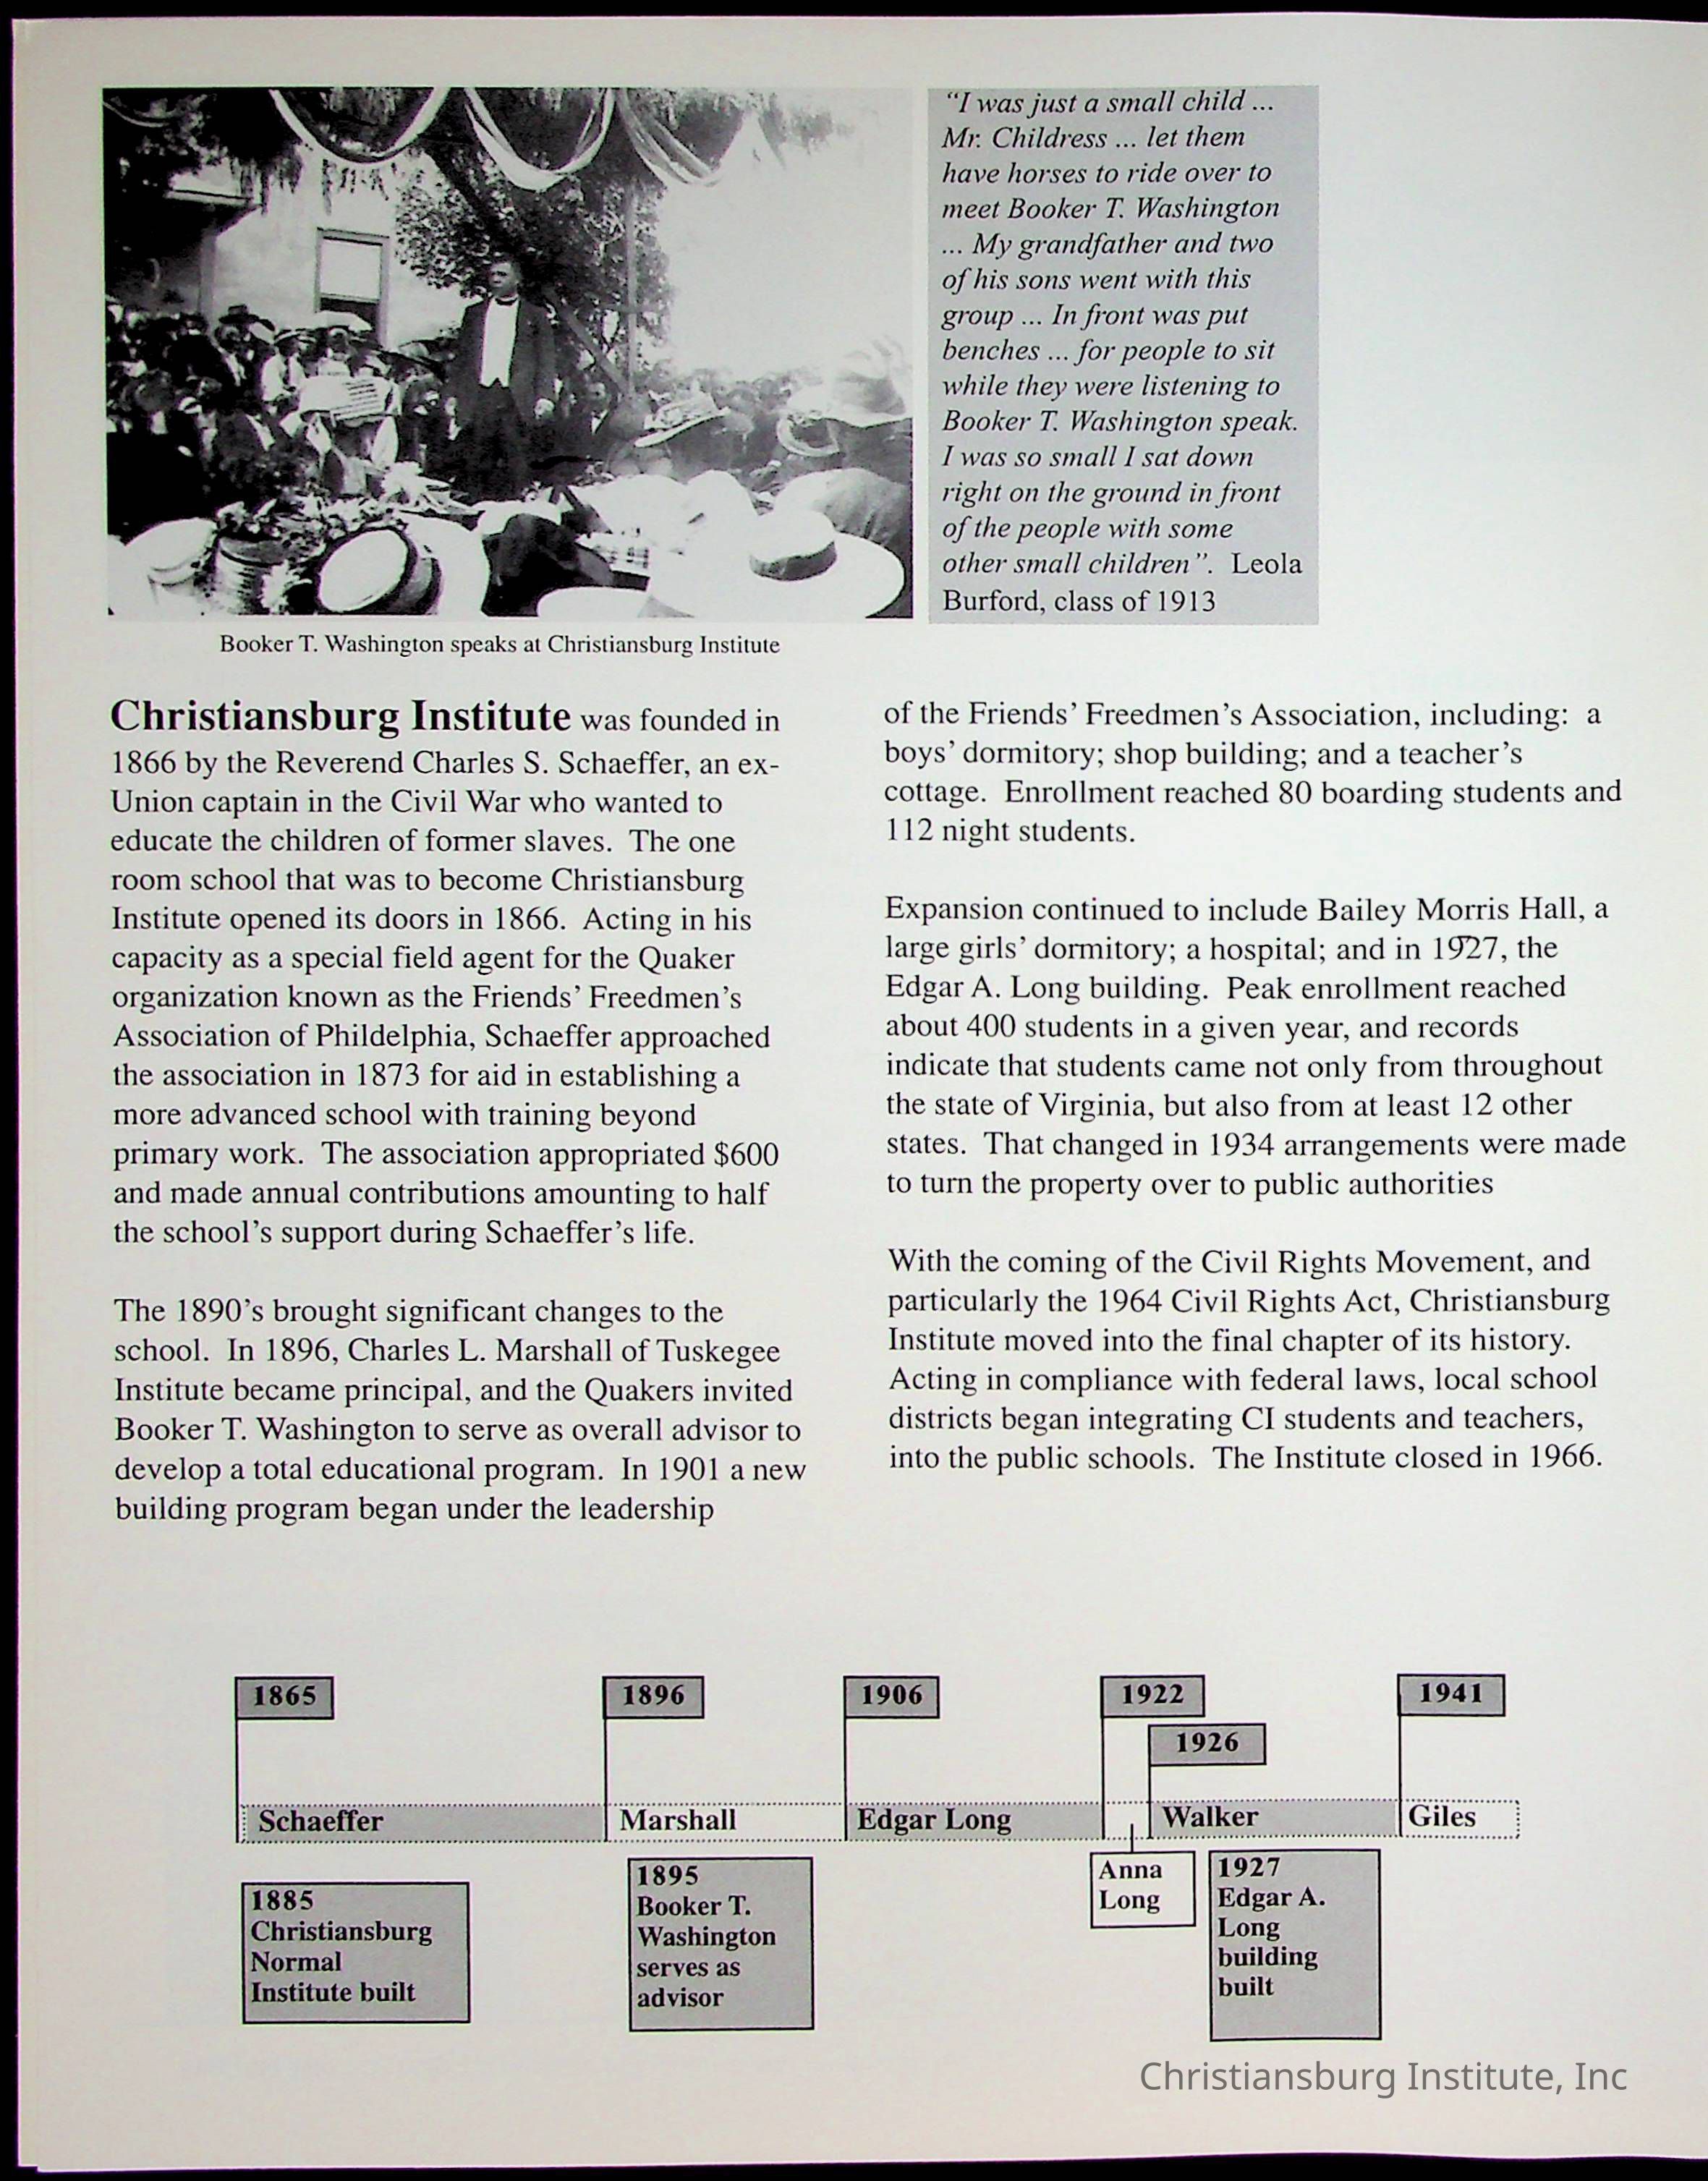 “I was just a small child ...
Mr. Childress ... let them
have horses to ride over to
meet Booker T. Washington
... My grandfather and two
of his sons went with this
group ... In front was put
benches ... for people to sit
while they were listening to
Booker T. Washington speak.
I was so small I sat down
right on the ground in front
of the people with some
other small children”. Leola
Burford, class of 1913
Booker T. Washington speaks at Christiansburg Institute
Christiansburg Institute was founded in
1866 by the Reverend Charles S. Schaeffer, an ex-
Union captain in the Civil War who wanted to
educate the children of former slaves. The one
room school that was to become Christiansburg
Institute opened its doors in 1866. Acting in his
capacity as a special field agent for the Quaker
organization known as the Friends’ Freedmen’s
Association of Phildelphia, Schaeffer approached
the association in 1873 for aid in establishing a
more advanced school with training beyond
primary work. The association appropriated $600
and made annual contributions amounting to half
the school’s support during Schaeffer’s life.
The 1890’s brought significant changes to the
school. In 1896, Charles L. Marshall of Tuskegee
Institute became principal, and the Quakers invited
Booker T. Washington to serve as overall advisor to
develop a total educational program. In 1901 a new
building program began under the leadership
of the Friends’ Freedmen’s Association, including: a
boys’ dormitory; shop building; and a teacher’s
cottage. Enrollment reached 80 boarding students and
112 night students.
Expansion continued to include Bailey Morris Hall, a
large girls’ dormitory; a hospital; and in 1927, the
Edgar A. Long building. Peak enrollment reached
about 400 students in a given year, and records
indicate that students came not only from throughout
the state of Virginia, but also from at least 12 other
states. That changed in 1934 arrangements were made
to turn the property over to public authorities
With the coming of the Civil Rights Movement, and
particularly the 1964 Civil Rights Act, Christiansburg
Institute moved into the final chapter of its history.
Acting in compliance with federal laws, local school
districts began integrating CI students and teachers,
into the public schools. The Institute closed in 1966.
1865
1896
1906
1922
1926
1941
Schaeffer
Marshall
Edgar Long
Walker
Giles
1885
Christiansburg
Normal
Institute built
1895
Booker T.
Washington
serves as
advisor
Anna
Long
1927
Edgar A.
Long
building
built
Christiansburg Institute, Inc